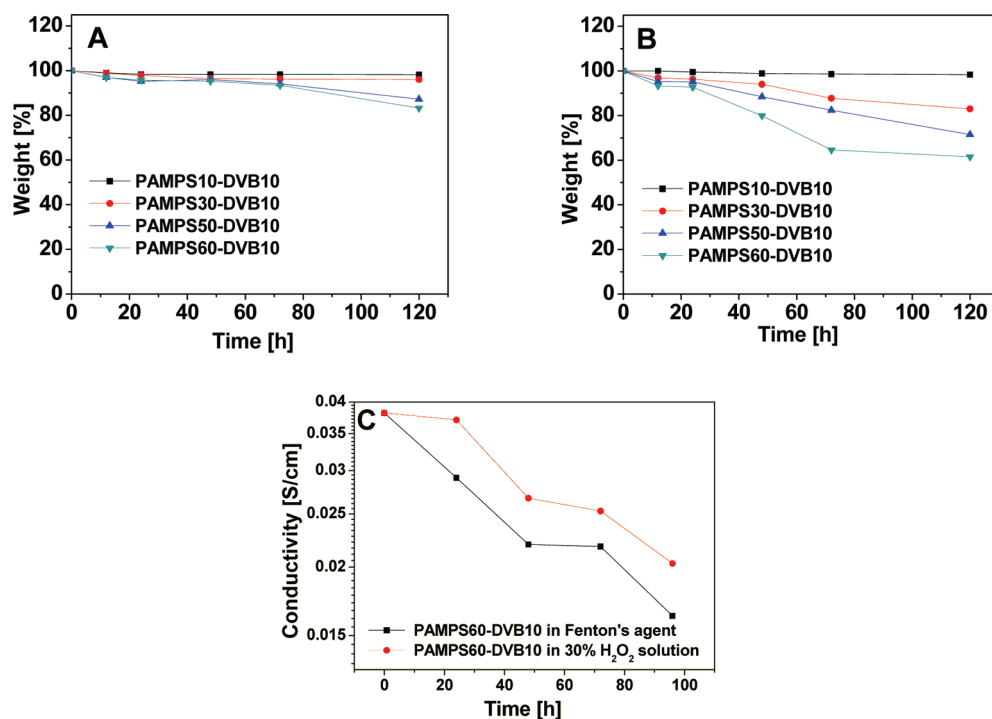 A
120
100
80
60
40
20
0
Weight [%]
PAMPS10-DVB10
PAMPS30-DVB10
PAMPS50-DVB10
PAMPS60-DVB10
0 20 40 60 80 100 120
Time [h]
B
120
100
80
60
40
20
0
Weight [%]
PAMPS10-DVB10
PAMPS30-DVB10
PAMPS50-DVB10
PAMPS60-DVB10
0 20 40 60 80 100 120
Time [h]
C
0.04
0.035
0.03
0.025
0.02
0.015
Conductivity [S/cm]
PAMPS60-DVB10 in Fenton's agent
PAMPS60-DVB10 in 30% H₂O₂ solution
0 20 40 60 80 100
Time [h]